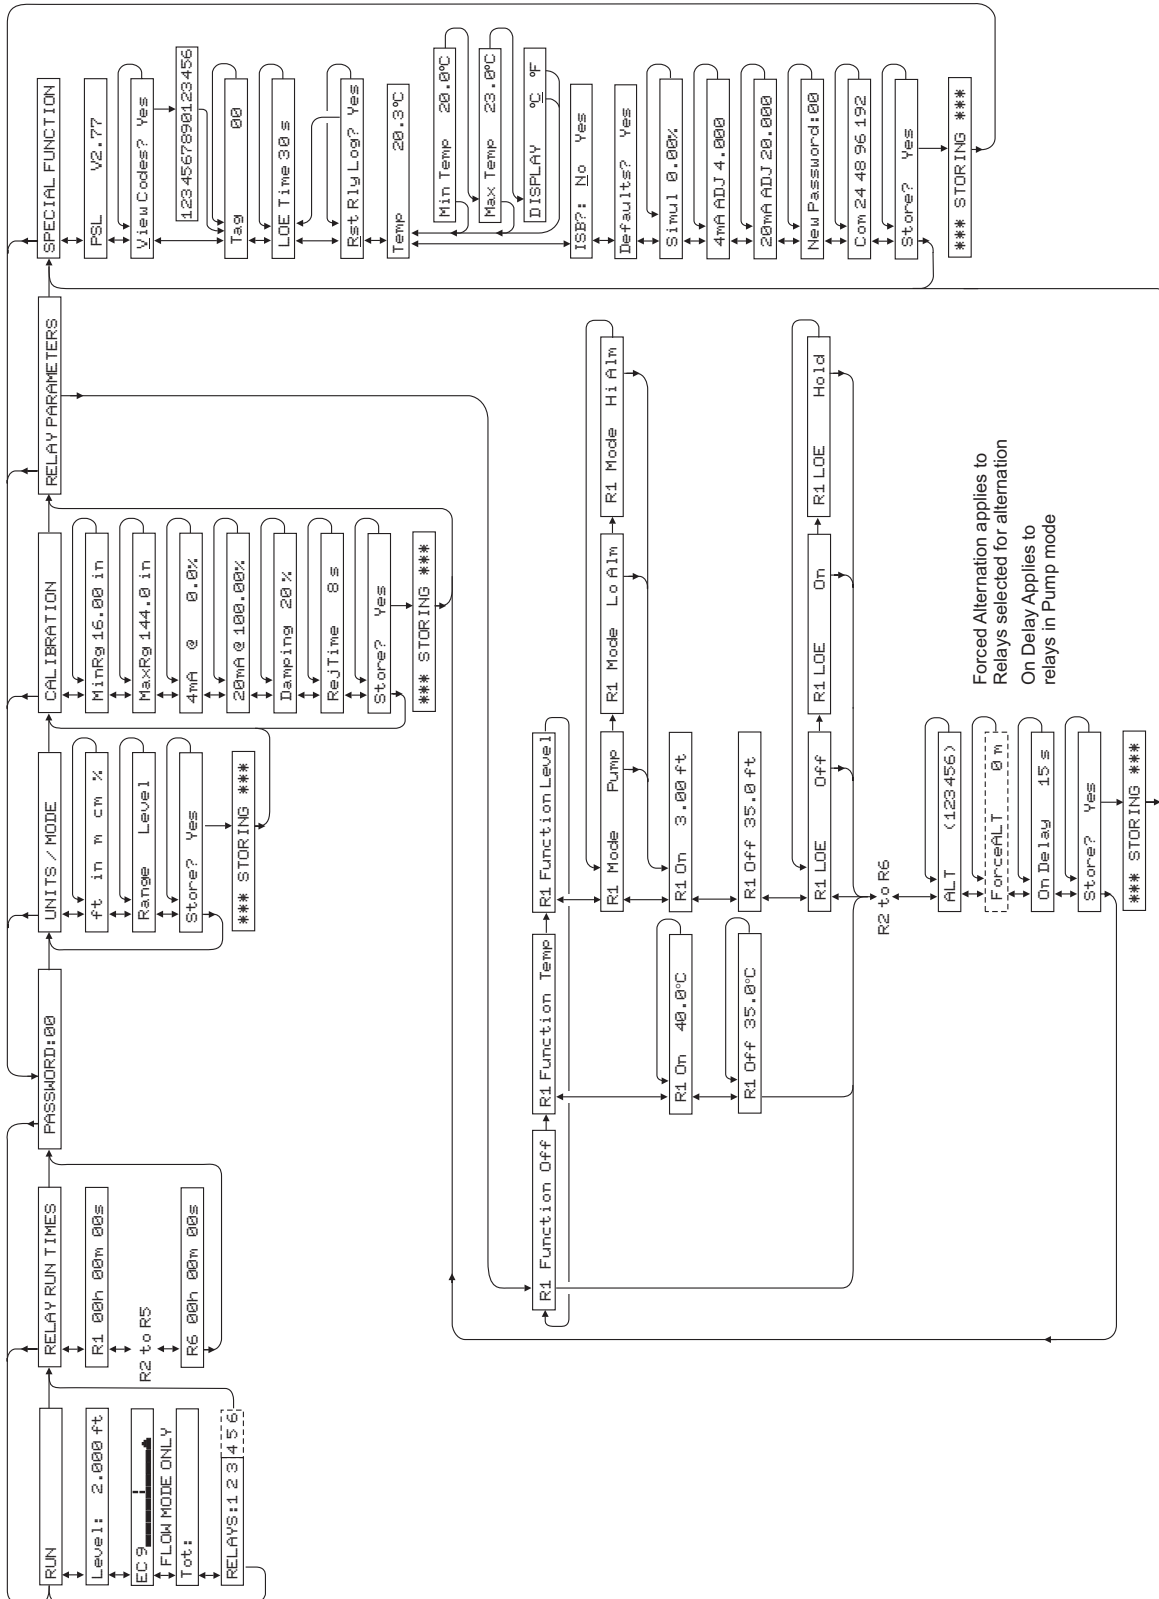 RUN
Level: 2.000 ft
EC 9
FLOW MODE ONLY
Tot:
RELAYS:1 2 3 4 5 6
RELAY RUN TIMES
R1 00h 00m 00s
R2 to R5
R6 00h 00m 00s
PASSWORD:00
UNITS / MODE
ft in m cm %
Range Level
Store? Yes
*** STORING ***
CALIBRATION
MinRg 16.00 in
MaxRg 144.0 in
4mA @ 0.0%
20mA @ 100.00%
Damping 20 %
RejTime 8 s
Store? Yes
*** STORING ***
RELAY PARAMETERS
SPECIAL FUNCTION
PSL V2.77
View Codes? Yes
1234567890123456
Tag 00
LOE Time 30 s
Rst Rly Log? Yes
Temp 20.3°C
Min Temp 20.0°C
Max Temp 23.0°C
DISPLAY °C °F
ISB?: No Yes
Defaults? Yes
Simul 0.00%
4mA ADJ 4.000
20mA ADJ 20.000
New Password:00
Com 24 48 96 192
Store? Yes
*** STORING ***
R1 Function Off
R1 Function Temp
R1 Function Level
R1 Mode Pump
R1 Mode Lo Alm
R1 Mode Hi Alm
R1 On 40.0°C
R1 On 3.00 ft
R1 Off 35.0°C
R1 Off 35.0 ft
R1 LOE Off
R1 LOE On
R1 LOE Hold
R2 to R6
ALT (123456)
ForceALT 0 m
On Delay 15 s
Store? Yes
*** STORING ***
Forced Alternation applies to
Relays selected for alternation
On Delay Applies to
relays in Pump mode